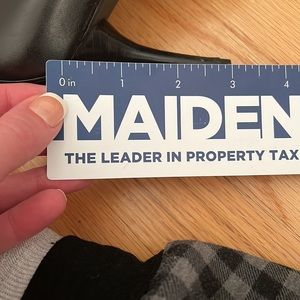 0 in 1 2 3 4
MAIDEN
THE LEADER IN PROPERTY TAX